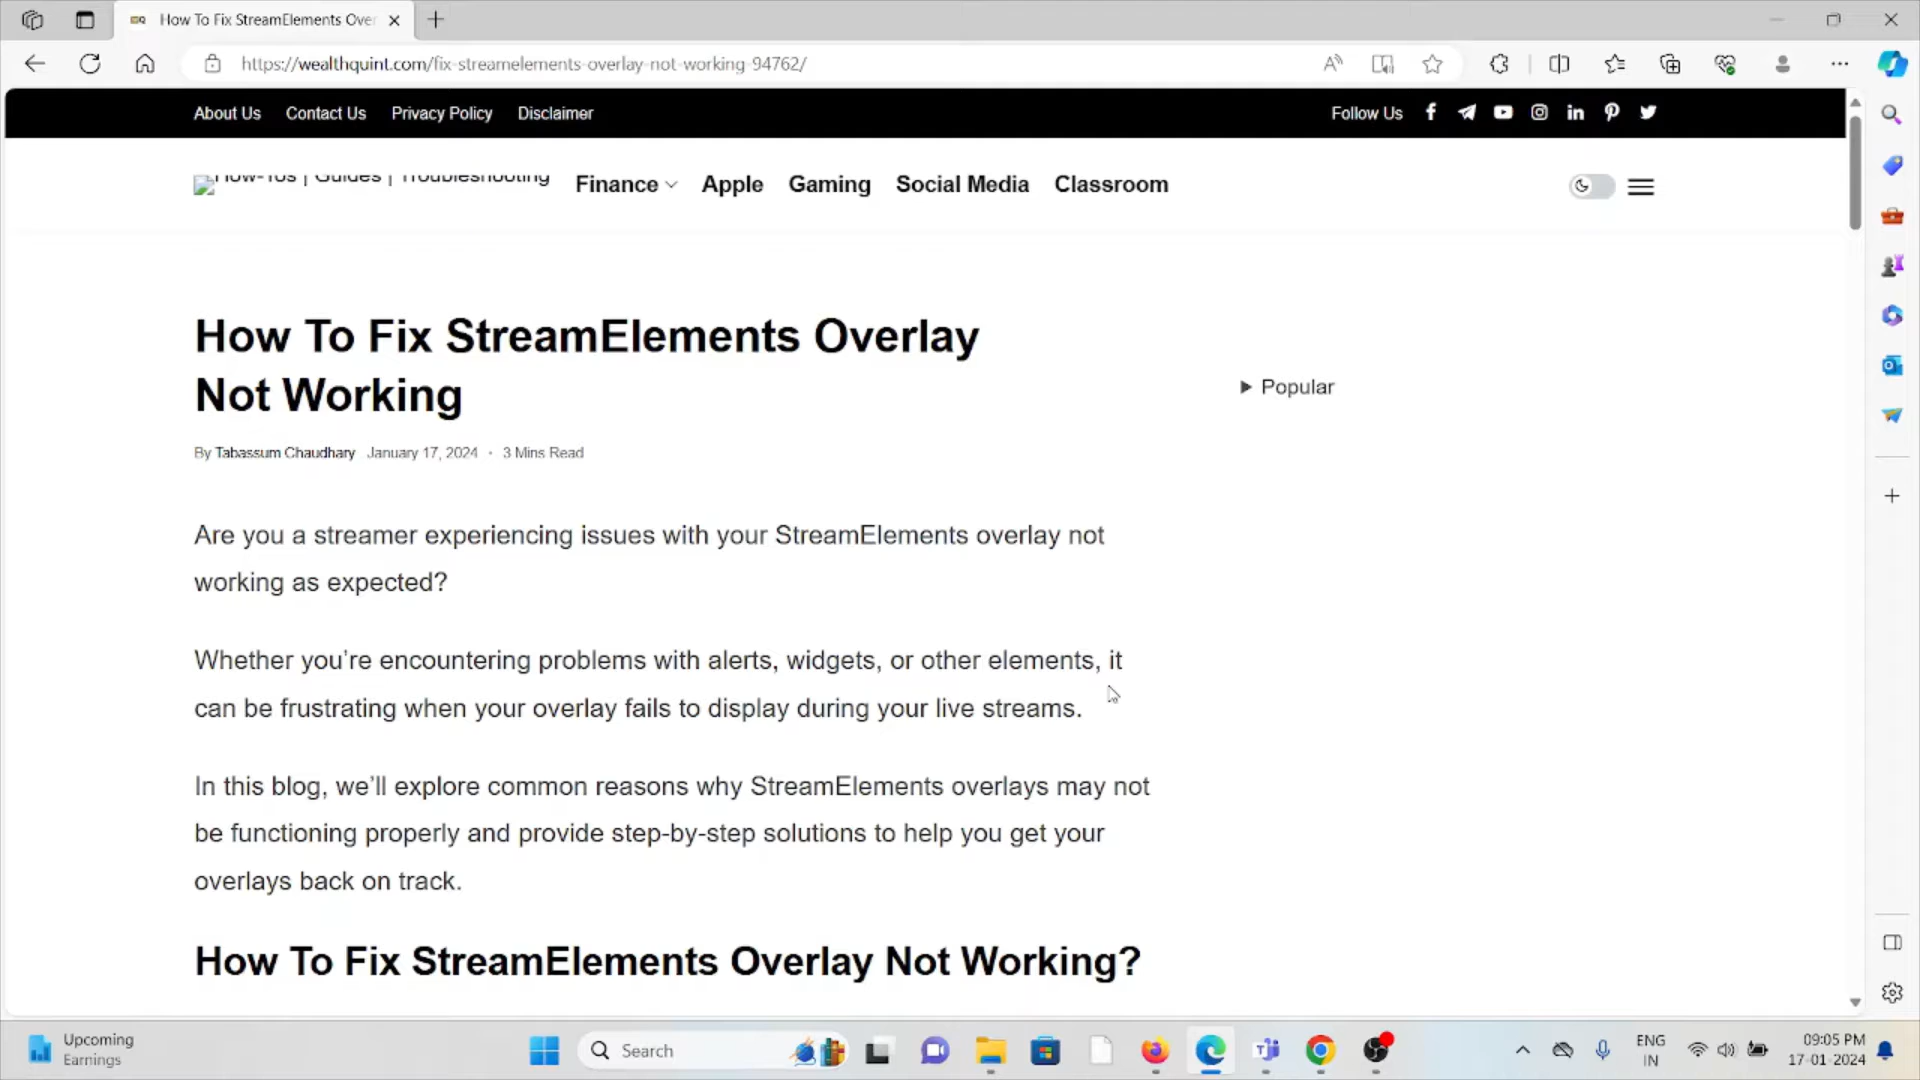 How To Fix StreamElements Over
https://wealthquint.com/fix-streamelements-overlay-not-working-94762/
About Us Contact Us Privacy Policy Disclaimer Follow Us
How-Tos | Guides | Troubleshooting Finance Apple Gaming Social Media Classroom
How To Fix StreamElements Overlay
Not Working
Popular
By Tabassum Chaudhary January 17, 2024 • 3 Mins Read
Are you a streamer experiencing issues with your StreamElements overlay not
working as expected?
Whether you’re encountering problems with alerts, widgets, or other elements, it
can be frustrating when your overlay fails to display during your live streams.
In this blog, we’ll explore common reasons why StreamElements overlays may not
be functioning properly and provide step-by-step solutions to help you get your
overlays back on track.
How To Fix StreamElements Overlay Not Working?
Upcoming
Earnings
Search
ENG
IN
09:05 PM
17-01-2024